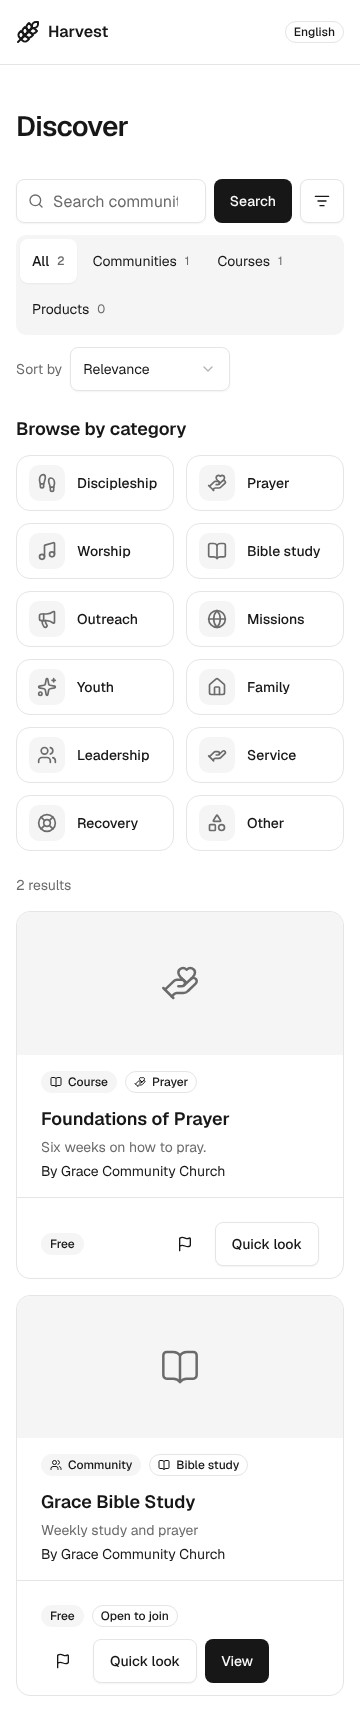 Harvest
English
Discover
Search communit
Search
All 2
Communities 1
Courses 1
Products 0
Sort by
Relevance
Browse by category
Discipleship
Prayer
Worship
Bible study
Outreach
Missions
Youth
Family
Leadership
Service
Recovery
Other
2 results
Course
Prayer
Foundations of Prayer
Six weeks on how to pray.
By Grace Community Church
Free
Quick look
Community
Bible study
Grace Bible Study
Weekly study and prayer
By Grace Community Church
Free
Open to join
Quick look
View